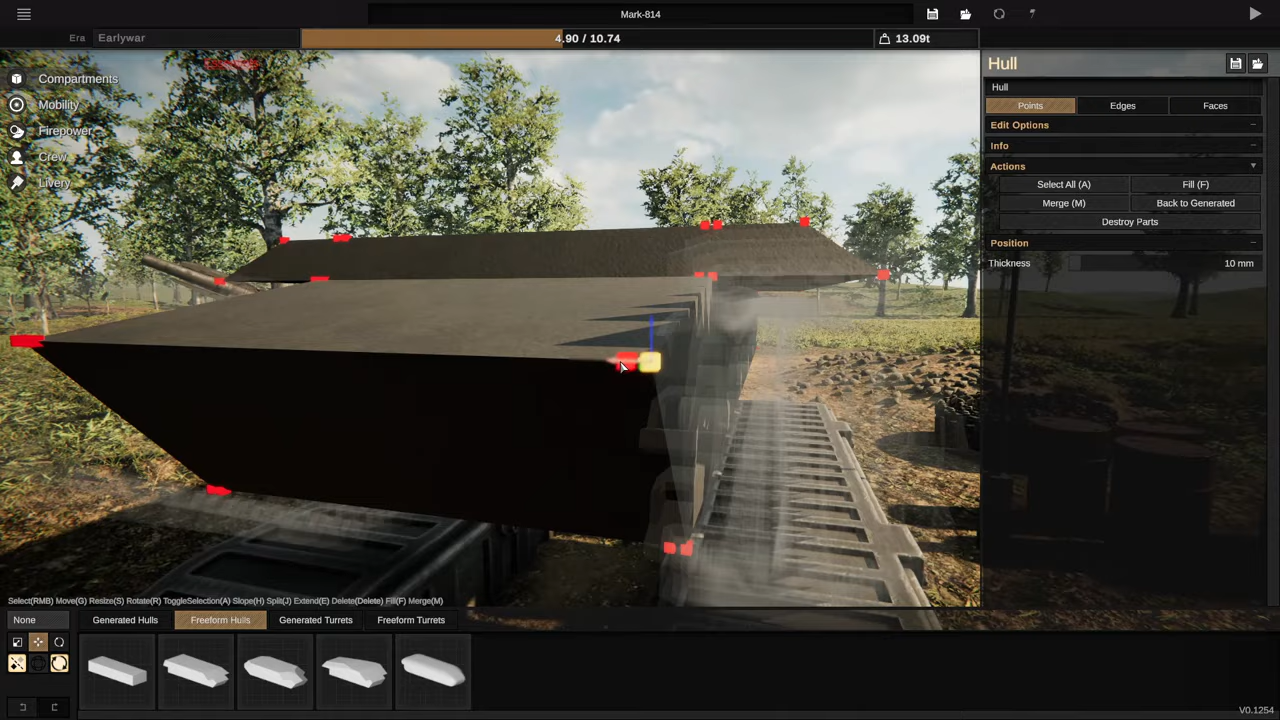 Mark-814
Era Earlywar 4.90 / 10.74 13.09t
Compartments
Mobility
Firepower
Crew
Livery
Hull
Hull
Points Edges Faces
Edit Options
Info
Actions
Select All (A) Fill (F)
Merge (M) Back to Generated
Destroy Parts
Position
Thickness 10 mm
Select(RMB) Move(G) Resize(S) Rotate(R) ToggleSelection(A) Slope(H) Split(J) Extend(E) Delete(Delete) Fill(F) Merge(M)
None Generated Hulls Freeform Hulls Generated Turrets Freeform Turrets
V0.1254